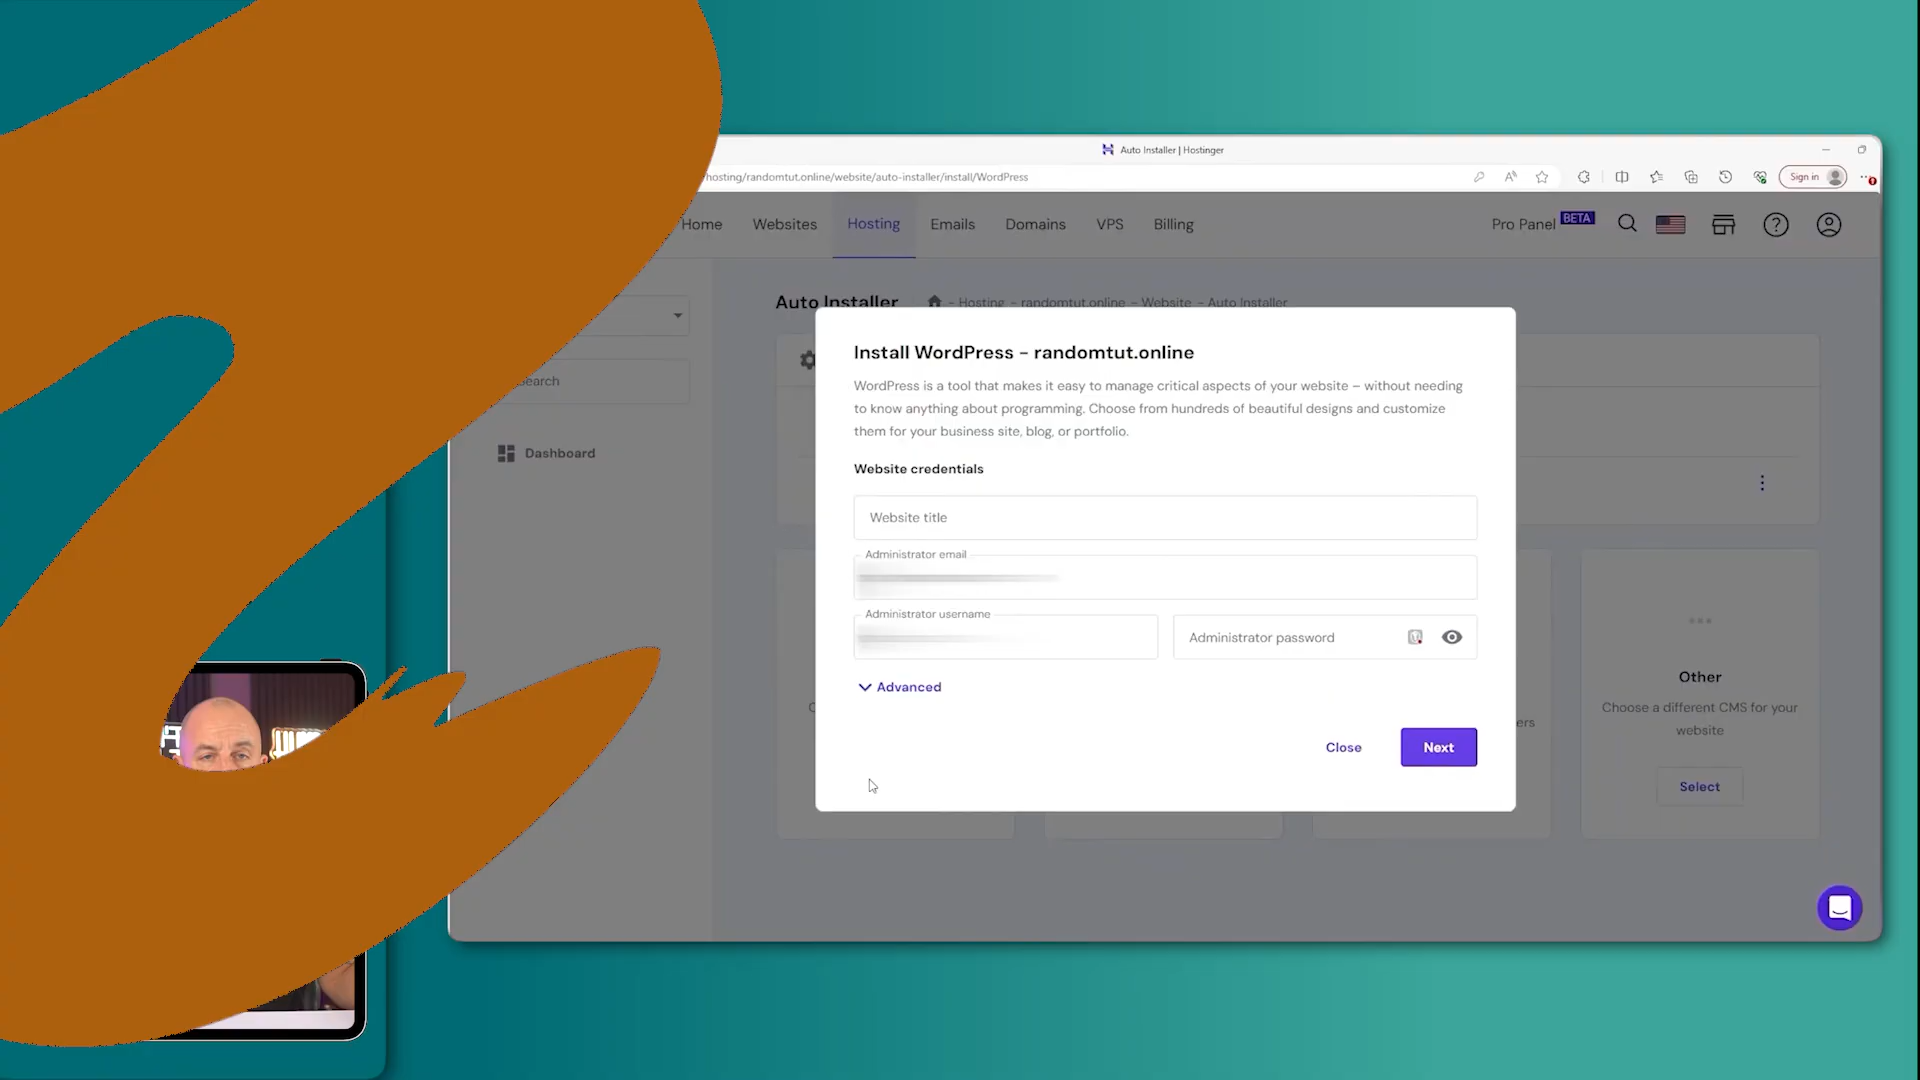 Auto Installer | Hostinger
hosting/randomtut.online/website/auto-installer/install/WordPress
Sign in
Home Websites Hosting Emails Domains VPS Billing Pro Panel BETA
Auto Installer - Hosting - randomtut.online - Website - Auto Installer
Search
Dashboard
Install WordPress - randomtut.online
WordPress is a tool that makes it easy to manage critical aspects of your website – without needing
to know anything about programming. Choose from hundreds of beautiful designs and customize
them for your business site, blog, or portfolio.
Website credentials
Website title
Administrator email
Administrator username
Administrator password
Advanced
Close Next
Other
Choose a different CMS for your
website
Select